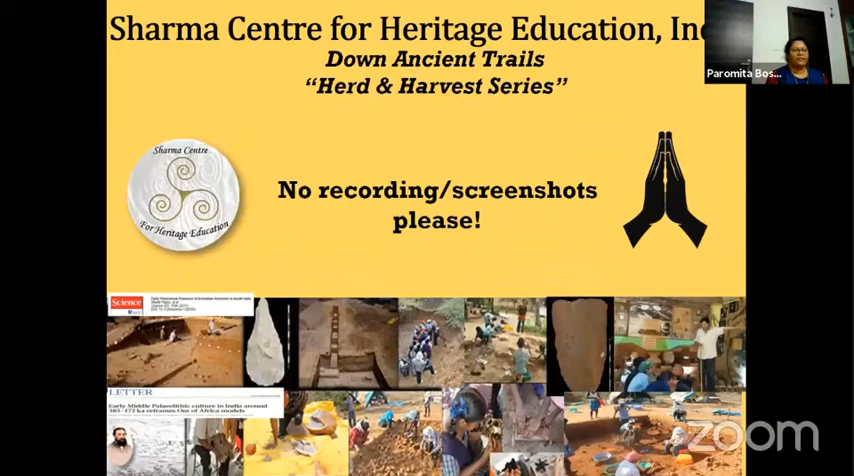 Sharma Centre for Heritage Education, Inc
Down Ancient Trails
"Herd & Harvest Series"
Paromita Bos...
Sharma Centre
For Heritage Education
No recording/screenshots
please!
Science
LETTER
Early Middle Palaeolithic culture in India around
385–172 ka reframes Out of Africa models
zoom